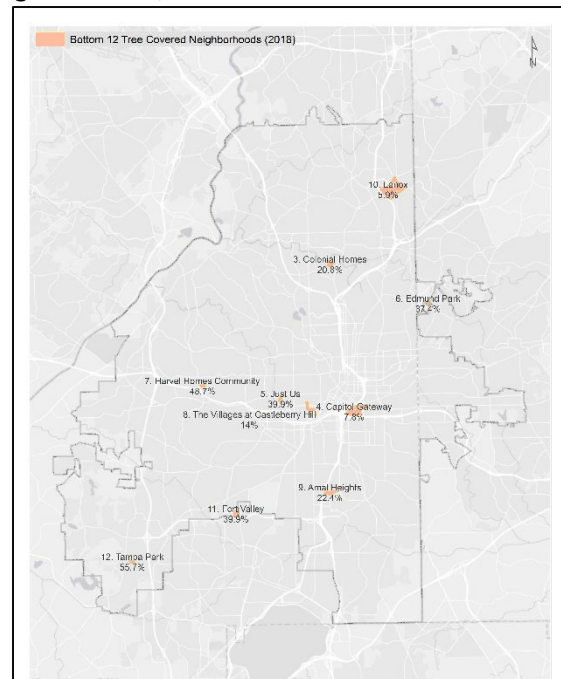 Bottom 12 Tree Covered Neighborhoods (2018)
N
10. Lenox
5.9%
3. Colonial Homes
20.8%
6. Edmund Park
37.4%
7. Harvel Homes Community
48.7%
5. Just Us
39.9%
4. Capitol Gateway
7.8%
8. The Villages at Castleberry Hill
14%
9. Amal Heights
22.4%
11. Fort Valley
39.9%
12. Tampa Park
55.7%